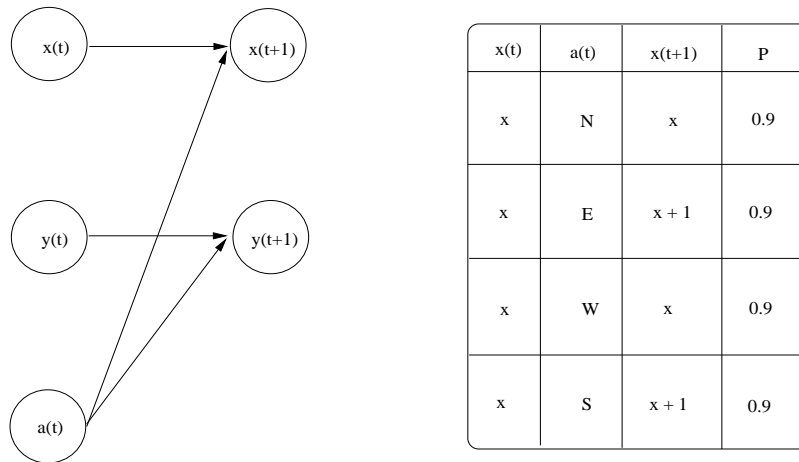 x(t)
x(t+1)
y(t)
y(t+1)
a(t)
x(t) a(t) x(t+1) P
x N x 0.9
x E x + 1 0.9
x W x 0.9
x S x + 1 0.9